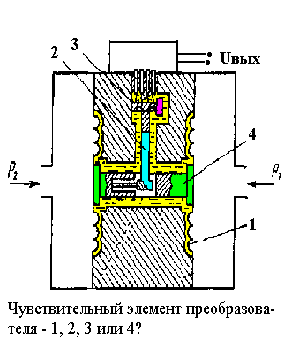 3
Uвых
2
4
P₂
P₁
1
Чувствительный элемент преобразова-
теля - 1, 2, 3 или 4?